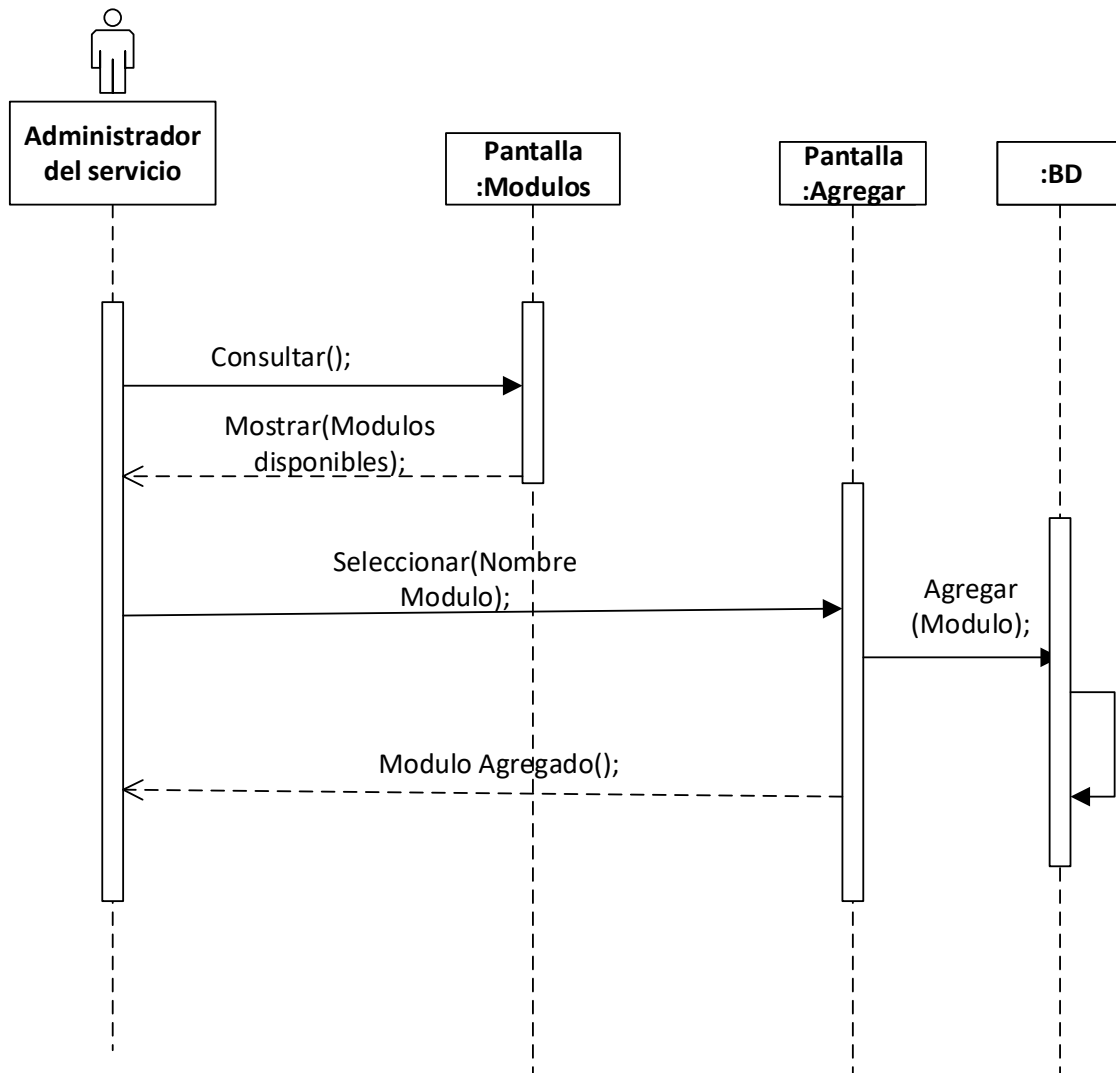 Administrador
del servicio
Pantalla
:Modulos
Pantalla
:Agregar
:BD
Consultar();
Mostrar(Modulos
disponibles);
Seleccionar(Nombre
Modulo);
Agregar
(Modulo);
Modulo Agregado();